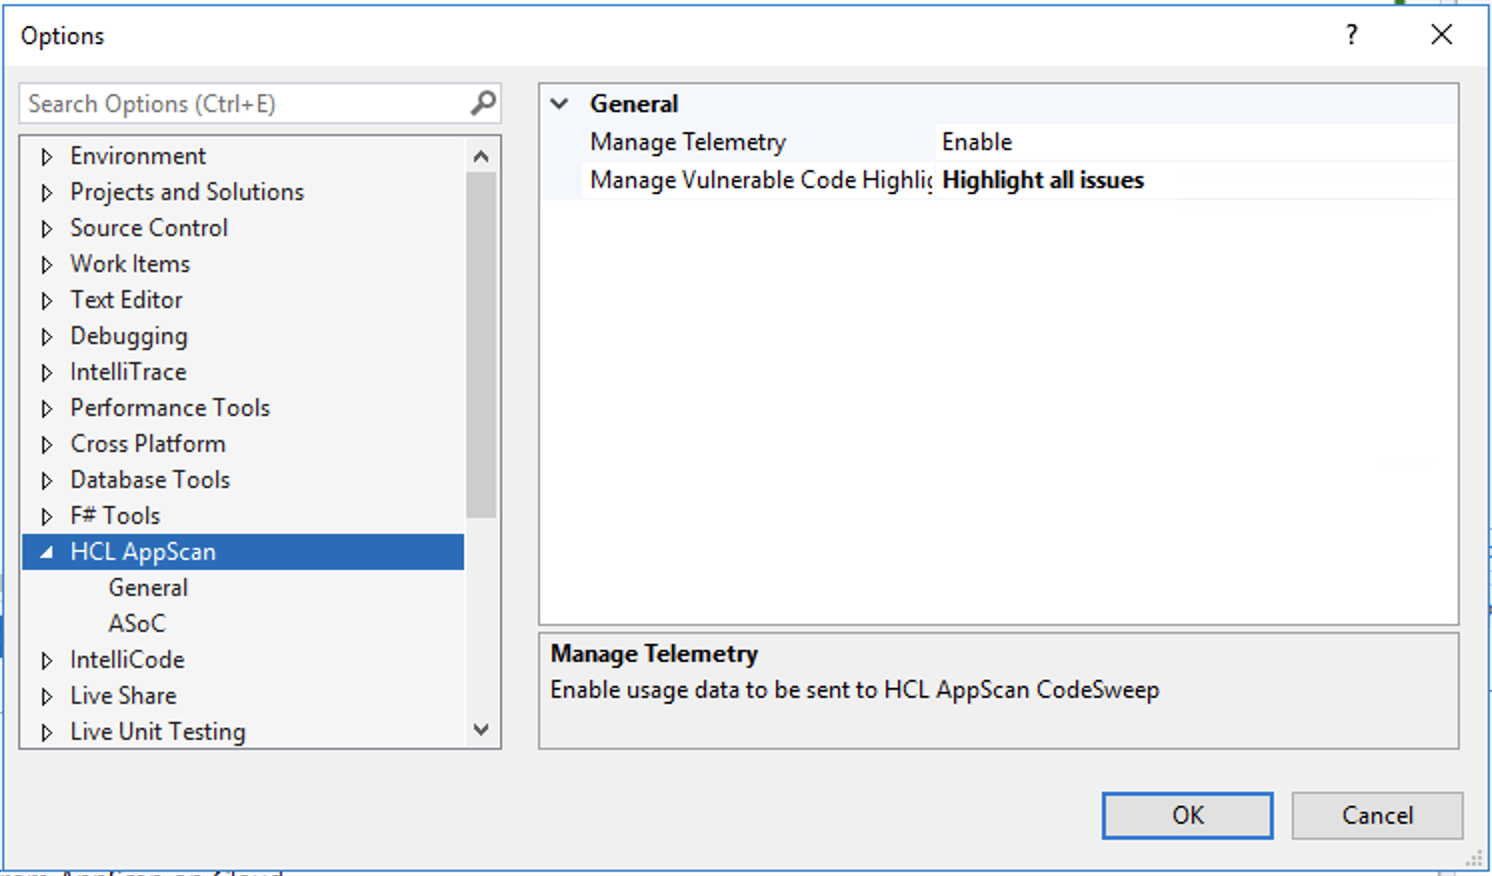 Options
?
Search Options (Ctrl+E)
Environment
Projects and Solutions
Source Control
Work Items
Text Editor
Debugging
IntelliTrace
Performance Tools
Cross Platform
Database Tools
F# Tools
HCL AppScan
General
ASoC
IntelliCode
Live Share
Live Unit Testing
General
Manage Telemetry Enable
Manage Vulnerable Code Highlig Highlight all issues
Manage Telemetry
Enable usage data to be sent to HCL AppScan CodeSweep
OK Cancel